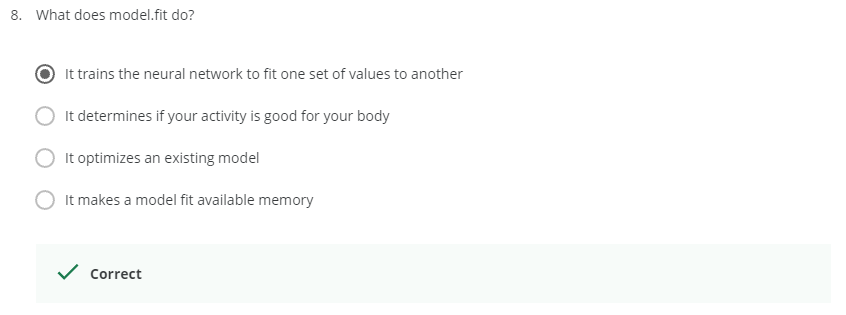 8. What does model.fit do?
It trains the neural network to fit one set of values to another
It determines if your activity is good for your body
It optimizes an existing model
It makes a model fit available memory
Correct